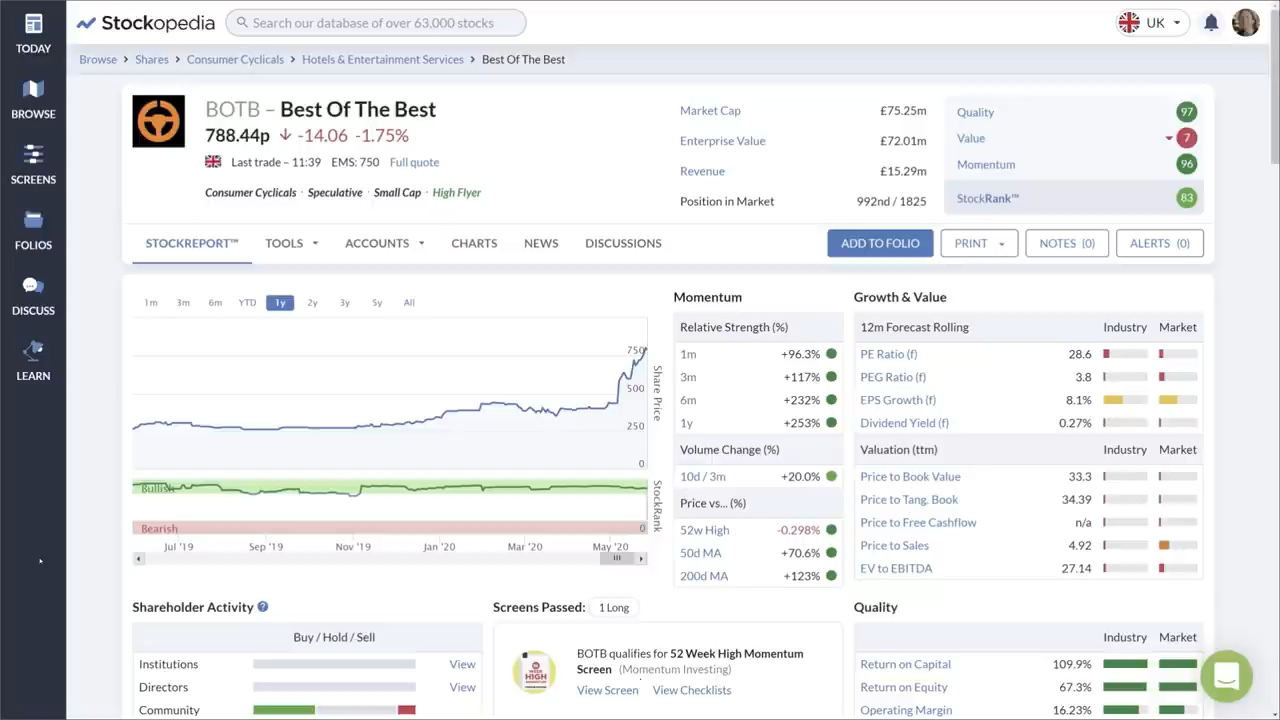 Stockopedia
Search our database of over 63,000 stocks
UK
TODAY
BROWSE
SCREENS
FOLIOS
DISCUSS
LEARN
Browse > Shares > Consumer Cyclicals > Hotels & Entertainment Services > Best Of The Best
BOTB – Best Of The Best
788.44p ↓ -14.06 -1.75%
Last trade – 11:39 EMS: 750 Full quote
Consumer Cyclicals · Speculative · Small Cap · High Flyer
Market Cap £75.25m
Enterprise Value £72.01m
Revenue £15.29m
Position in Market 992nd / 1825
Quality 97
Value 7
Momentum 96
StockRank™ 83
STOCKREPORT™ TOOLS ACCOUNTS CHARTS NEWS DISCUSSIONS
ADD TO FOLIO PRINT NOTES (0) ALERTS (0)
1m 3m 6m YTD 1y 2y 3y 5y All
750
500
250
0
Share Price
Bullish
Bearish
0
StockRank
Jul '19 Sep '19 Nov '19 Jan '20 Mar '20 May '20
Momentum
Relative Strength (%)
1m +96.3%
3m +117%
6m +232%
1y +253%
Volume Change (%)
10d / 3m +20.0%
Price vs... (%)
52w High -0.298%
50d MA +70.6%
200d MA +123%
Growth & Value
12m Forecast Rolling Industry Market
PE Ratio (f) 28.6
PEG Ratio (f) 3.8
EPS Growth (f) 8.1%
Dividend Yield (f) 0.27%
Valuation (ttm) Industry Market
Price to Book Value 33.3
Price to Tang. Book 34.39
Price to Free Cashflow n/a
Price to Sales 4.92
EV to EBITDA 27.14
Shareholder Activity ?
Buy / Hold / Sell
Institutions View
Directors View
Community
Screens Passed: 1 Long
52 WEEK HIGH
BOTB qualifies for 52 Week High Momentum
Screen (Momentum Investing)
View Screen View Checklists
Quality
Industry Market
Return on Capital 109.9%
Return on Equity 67.3%
Operating Margin 16.23%